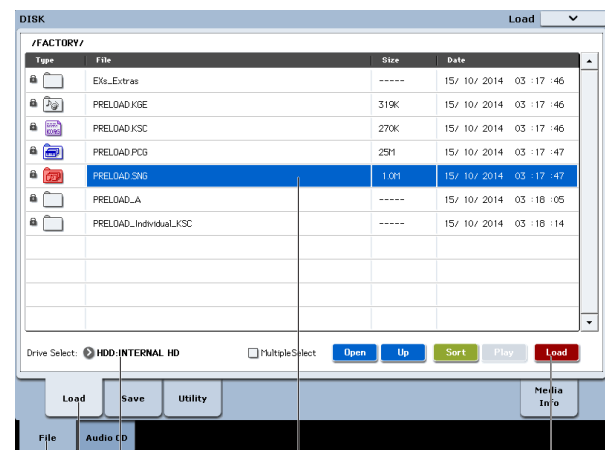 DISK Load
/FACTORY/
Type File Size Date
EXs_Extras ----- 15/ 10/ 2014 03 :17 :46
PRELOAD.KGE 319K 15/ 10/ 2014 03 :17 :46
PRELOAD.KSC 270K 15/ 10/ 2014 03 :17 :46
PRELOAD.PCG 25M 15/ 10/ 2014 03 :17 :47
PRELOAD.SNG 1.0M 15/ 10/ 2014 03 :17 :47
PRELOAD_A ----- 15/ 10/ 2014 03 :18 :05
PRELOAD_Individual_KSC ----- 15/ 10/ 2014 03 :18 :14
Drive Select: HDD:INTERNAL HD MultipleSelect Open Up Sort Play Load
Load Save Utility Media Info
File Audio CD